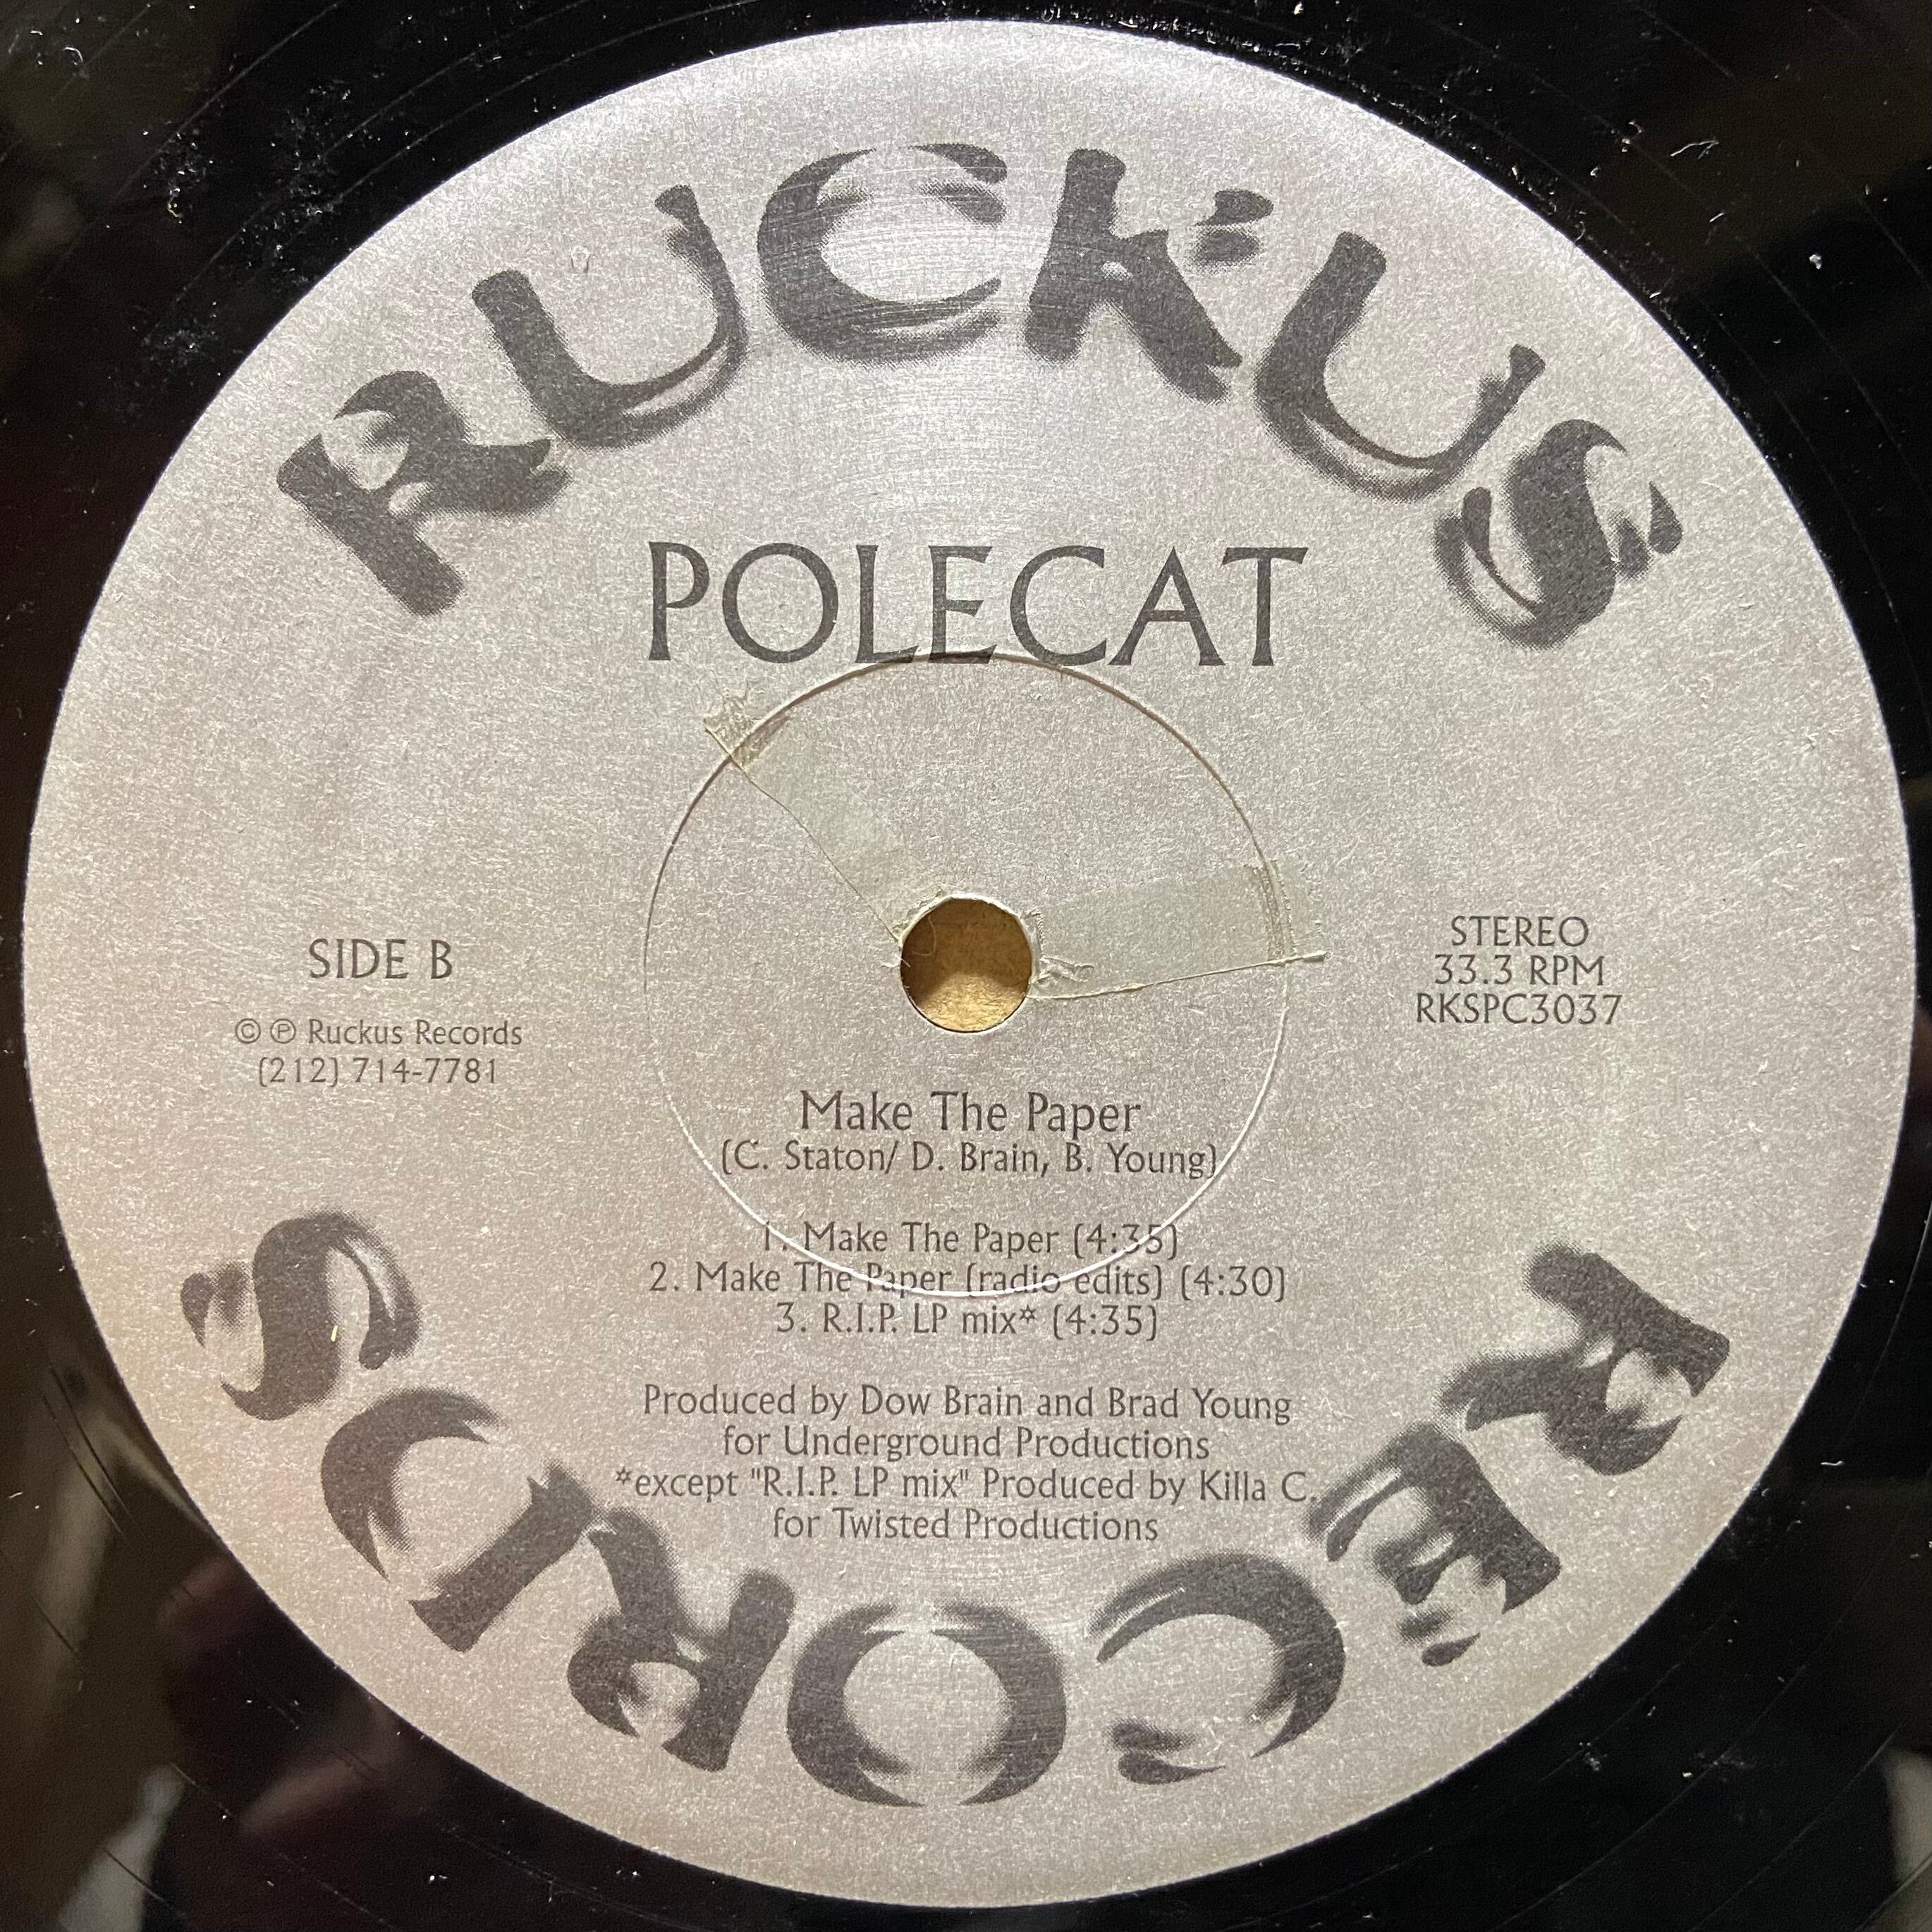 RUCKUS
POLECAT
SIDE B
© ℗ Ruckus Records
(212) 714-7781
STEREO
33.3 RPM
RKSPC3037
Make The Paper
(C. Staton/ D. Brain, B. Young)
1. Make The Paper (4:35)
2. Make The Paper (radio edits) (4:30)
3. R.I.P. LP mix* (4:35)
Produced by Dow Brain and Brad Young
for Underground Productions
*except "R.I.P. LP mix" Produced by Killa C.
for Twisted Productions
RECORDS